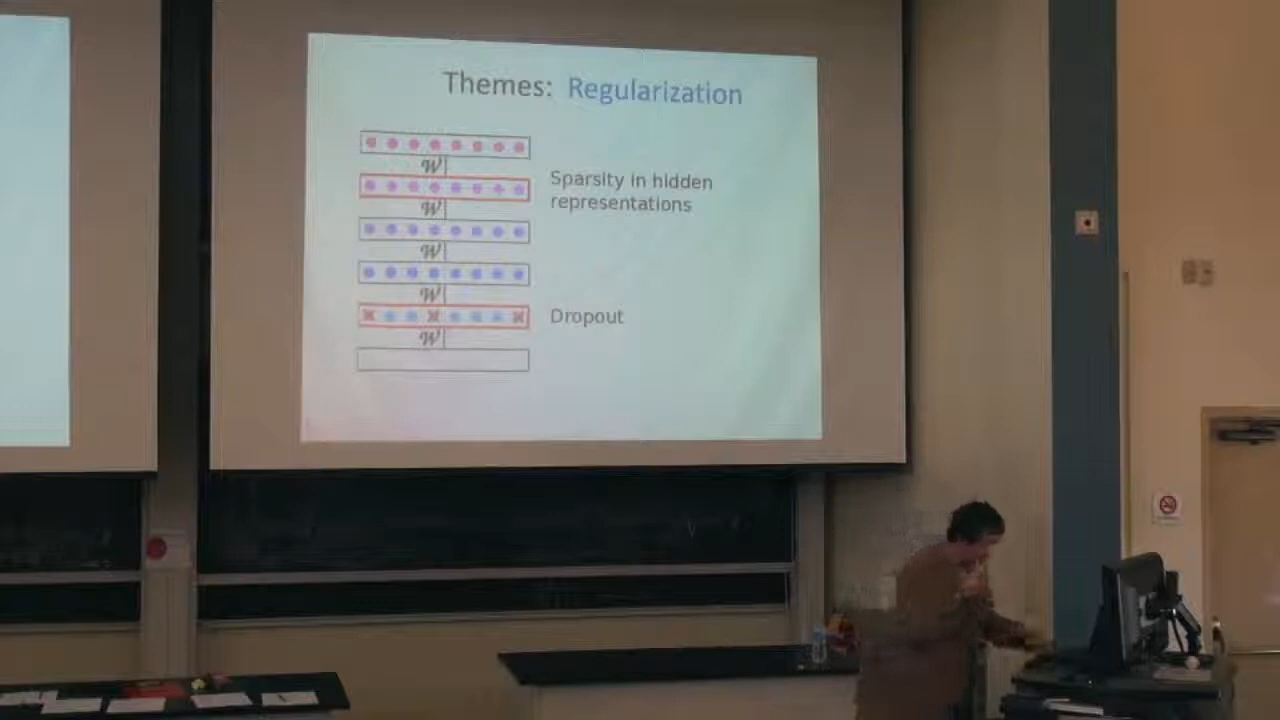 Themes: Regularization
W
Sparsity in hidden
representations
W
W
W
Dropout
W